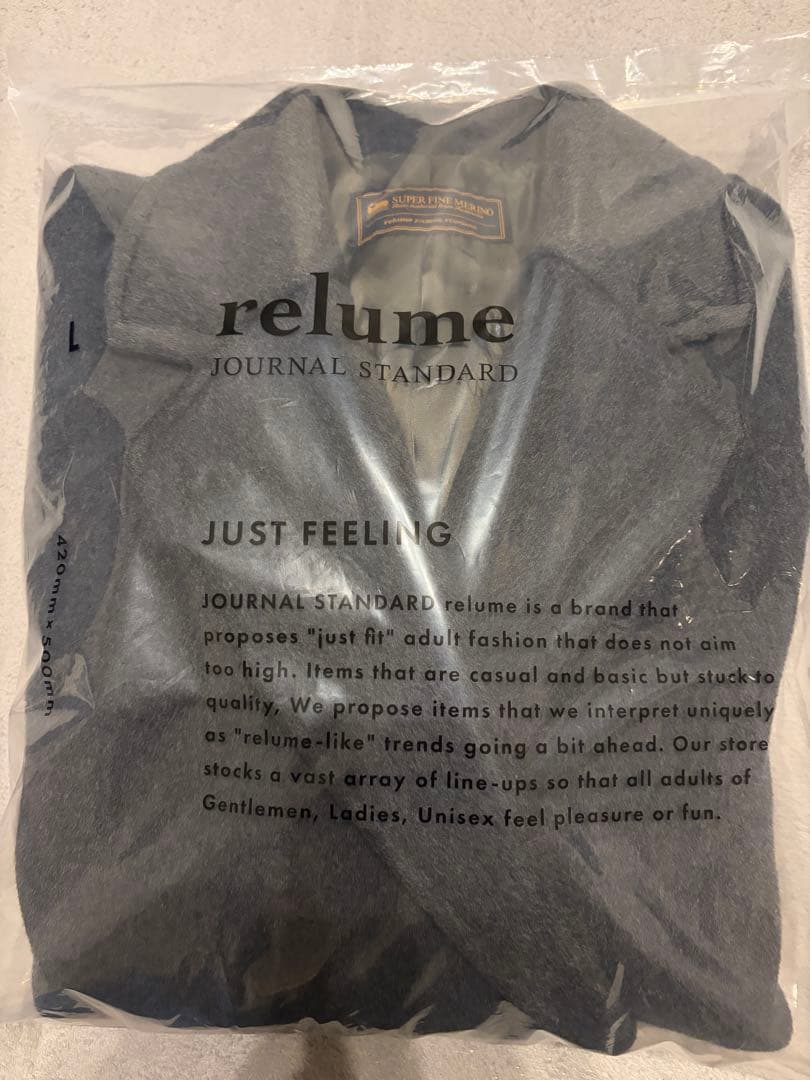 SUPER FINE MERINO
relume
JOURNAL STANDARD
1
JUST FEELING
420mm x 500mm
JOURNAL STANDARD relume is a brand that
proposes "just fit" adult fashion that does not aim
too high. Items that are casual and basic but stuck to
quality, We propose items that we interpret uniquely
as "relume-like" trends going a bit ahead. Our store
stocks a vast array of line-ups so that all adults of
Gentlemen, Ladies, Unisex feel pleasure or fun.